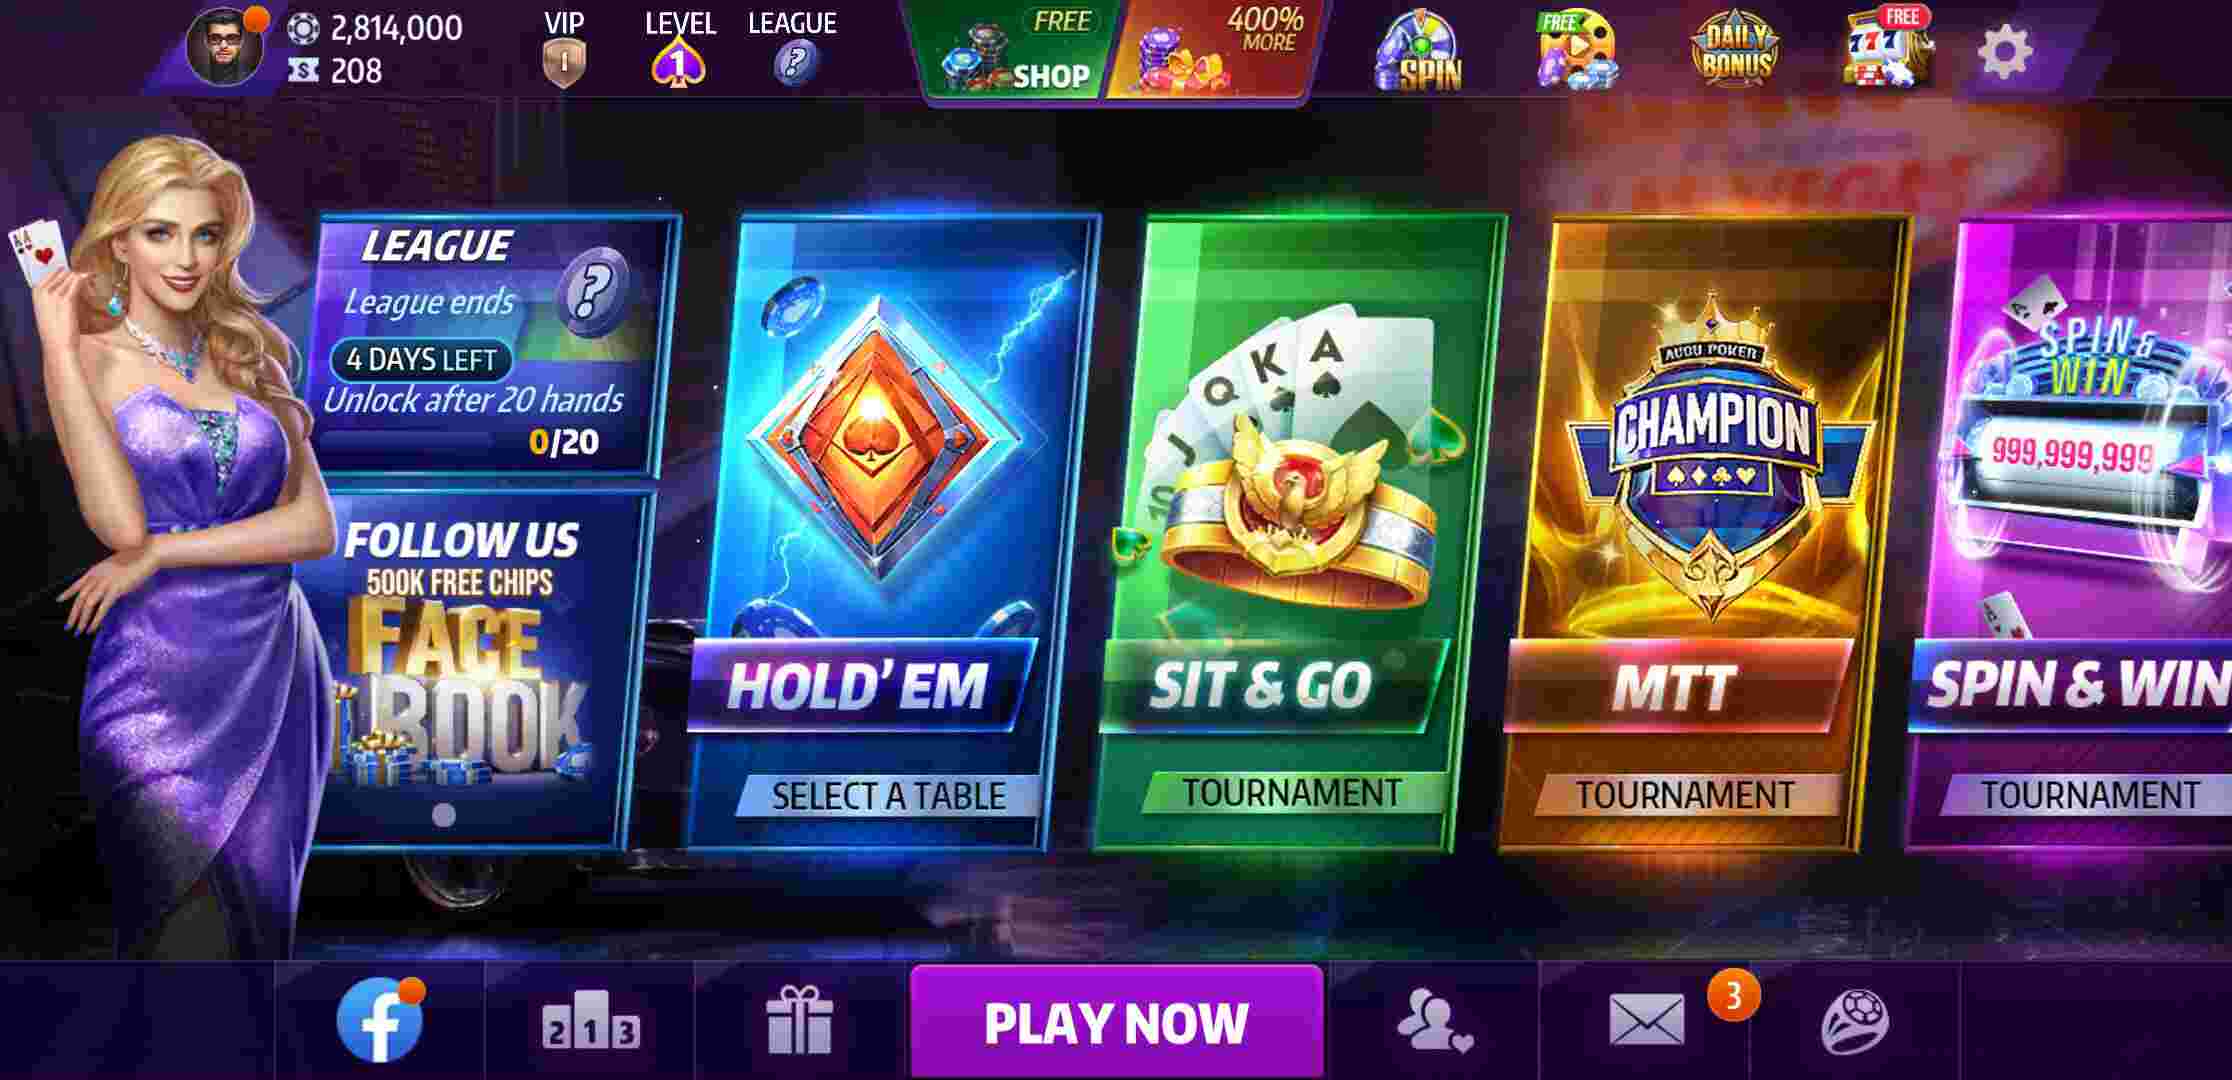 2,814,000
208
VIP
1
LEVEL
1
LEAGUE
?
FREE
SHOP
400%
MORE
SPIN
FREE
DAILY
BONUS
FREE
777
LEAGUE
League ends
?
4 DAYS LEFT
Unlock after 20 hands
0/20
FOLLOW US
500K FREE CHIPS
FACE
BOOK
A A
HOLD' EM
SELECT A TABLE
10 J Q K A
SIT & GO
TOURNAMENT
AUDU POKER
CHAMPION
MTT
TOURNAMENT
SPIN &
WIN
999,999,999
SPIN & WIN
TOURNAMENT
f
2 1 3
PLAY NOW
3